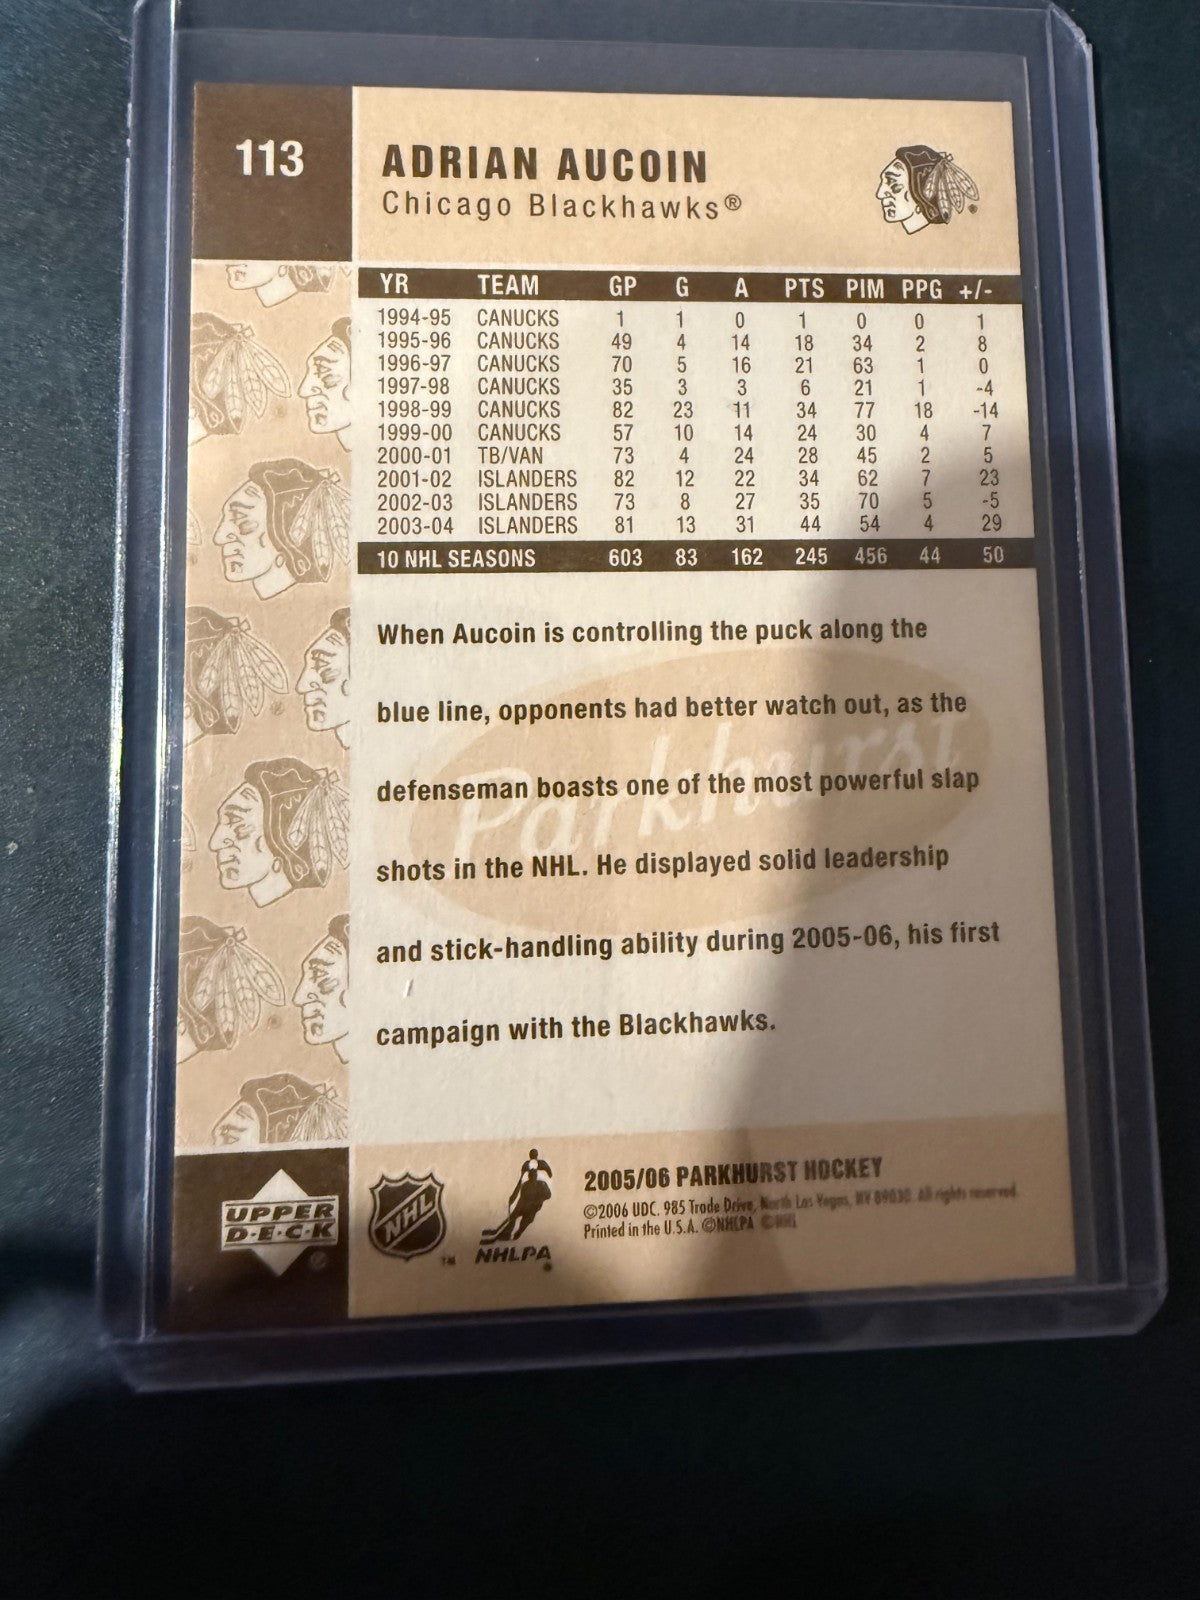 113
ADRIAN AUCOIN
Chicago Blackhawks®
YR TEAM GP G A PTS PIM PPG +/-
1994-95 CANUCKS 1 1 0 1 0 0 1
1995-96 CANUCKS 49 4 14 18 34 2 8
1996-97 CANUCKS 70 5 16 21 63 1 0
1997-98 CANUCKS 35 3 3 6 21 1 -4
1998-99 CANUCKS 82 23 11 34 77 18 -14
1999-00 CANUCKS 57 10 14 24 30 4 7
2000-01 TB/VAN 73 4 24 28 45 2 5
2001-02 ISLANDERS 82 12 22 34 62 7 23
2002-03 ISLANDERS 73 8 27 35 70 5 -5
2003-04 ISLANDERS 81 13 31 44 54 4 29
10 NHL SEASONS 603 83 162 245 456 44 50
When Aucoin is controlling the puck along the
blue line, opponents had better watch out, as the
defenseman boasts one of the most powerful slap
shots in the NHL. He displayed solid leadership
and stick-handling ability during 2005-06, his first
campaign with the Blackhawks.
Parkhurst
UPPER
D·E·C·K
NHL
™
NHLPA
2005/06 PARKHURST HOCKEY
©2006 UDC. 985 Trade Drive, North Las Vegas, NV 89030. All rights reserved.
Printed in the U.S.A. ©NHLPA ©NHL